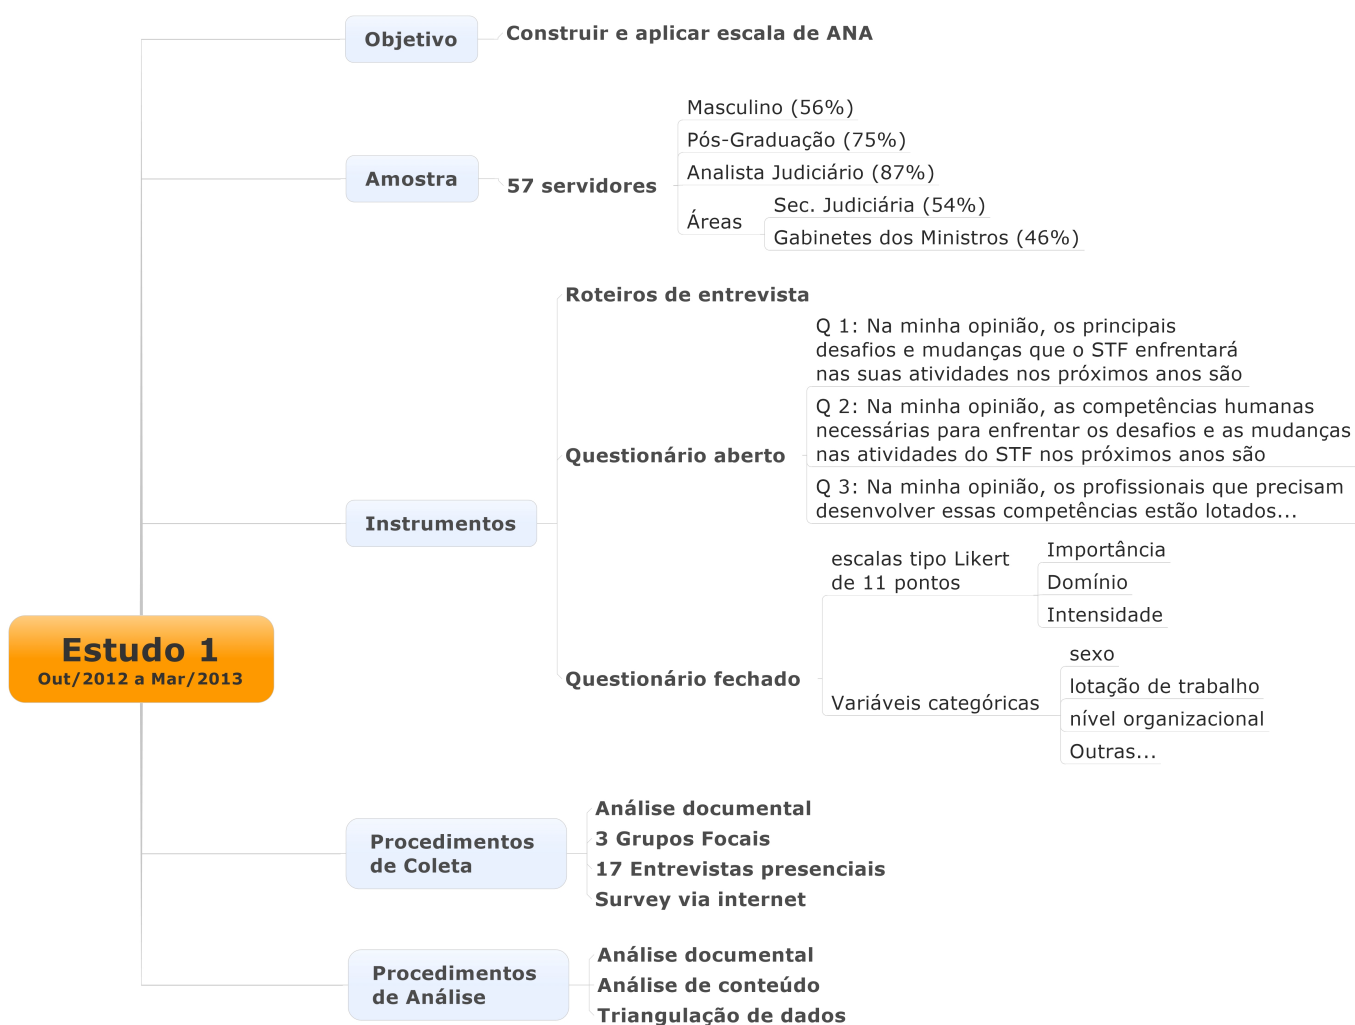 Estudo 1
Out/2012 a Mar/2013
Objetivo
Construir e aplicar escala de ANA
Amostra
57 servidores
Masculino (56%)
Pós-Graduação (75%)
Analista Judiciário (87%)
Áreas
Sec. Judiciária (54%)
Gabinetes dos Ministros (46%)
Instrumentos
Roteiros de entrevista
Questionário aberto
Q 1: Na minha opinião, os principais
desafios e mudanças que o STF enfrentará
nas suas atividades nos próximos anos são
Q 2: Na minha opinião, as competências humanas
necessárias para enfrentar os desafios e as mudanças
nas atividades do STF nos próximos anos são
Q 3: Na minha opinião, os profissionais que precisam
desenvolver essas competências estão lotados...
Questionário fechado
escalas tipo Likert
de 11 pontos
Importância
Domínio
Intensidade
Variáveis categóricas
sexo
lotação de trabalho
nível organizacional
Outras...
Procedimentos
de Coleta
Análise documental
3 Grupos Focais
17 Entrevistas presenciais
Survey via internet
Procedimentos
de Análise
Análise documental
Análise de conteúdo
Triangulação de dados